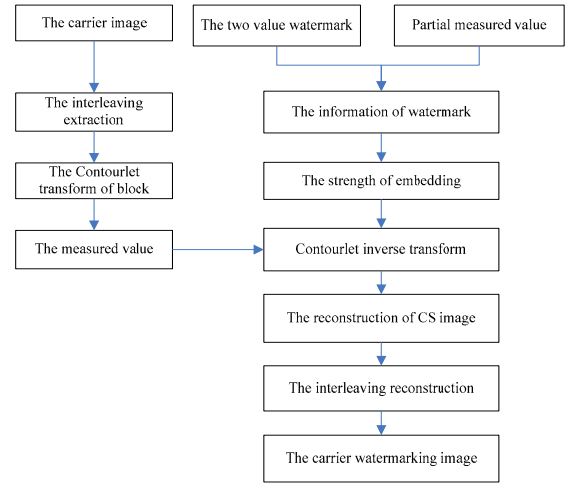 The carrier image
The two value watermark
Partial measured value
The interleaving
extraction
The information of watermark
The Contourlet
transform of block
The strength of embedding
The measured value
Contourlet inverse transform
The reconstruction of CS image
The interleaving reconstruction
The carrier watermarking image